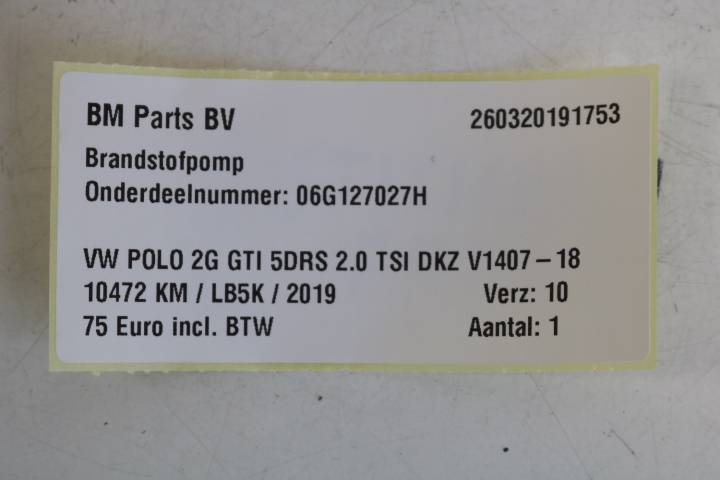 BM Parts BV 260320191753
Brandstofpomp
Onderdeelnummer: 06G127027H
VW POLO 2G GTI 5DRS 2.0 TSI DKZ V1407-18
10472 KM / LB5K / 2019 Verz: 10
75 Euro incl. BTW Aantal: 1